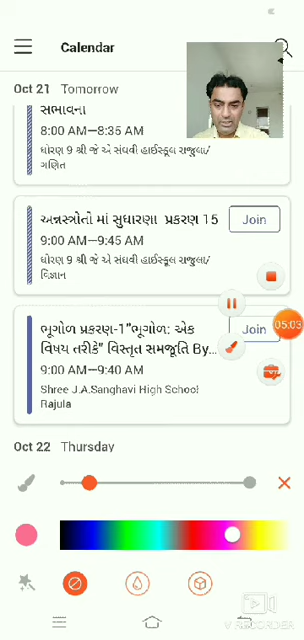 Calendar
Oct 21 Tomorrow
સંભાવના
8:00 AM—8:35 AM
ધોરણ 9 શ્રી જે એ સંઘવી હાઈસ્કૂલ રાજુલા/
ગણિત
અન્નસ્ત્રોતો માં સુધારણા પ્રકરણ 15
Join
9:00 AM—9:45 AM
ધોરણ 9 શ્રી જે એ સંઘવી હાઈસ્કૂલ રાજુલા/
વિજ્ઞાન
05:03
ભૂગોળ પ્રકરણ-1"ભૂગોળ: એક
Join
વિષય તરીકે" વિસ્તૃત સમજૂતિ By...
9:00 AM—9:40 AM
Shree J.A.Sanghavi High School
Rajula
Oct 22 Thursday
V RECORDER